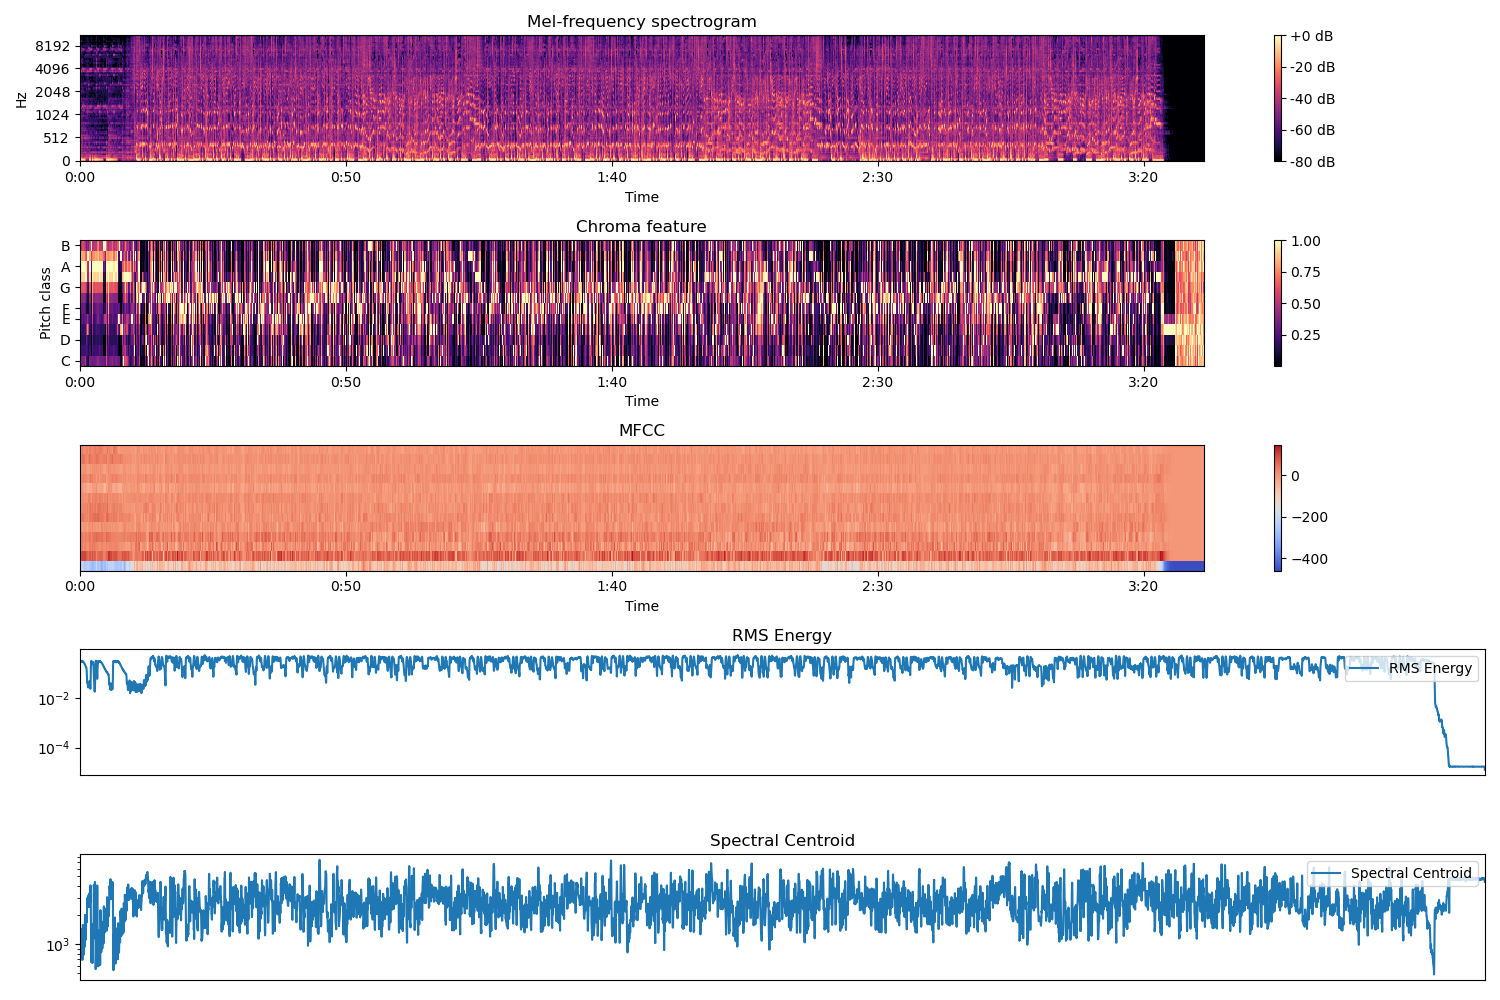 Mel-frequency spectrogram
8192
4096
2048
1024
512
0
Hz
0:00 0:50 1:40 2:30 3:20
Time
+0 dB
-20 dB
-40 dB
-60 dB
-80 dB
Chroma feature
B
A
G
F
E
D
C
Pitch class
0:00 0:50 1:40 2:30 3:20
Time
1.00
0.75
0.50
0.25
MFCC
0:00 0:50 1:40 2:30 3:20
Time
0
−200
−400
RMS Energy
10⁻²
10⁻⁴
RMS Energy
Spectral Centroid
10³
Spectral Centroid